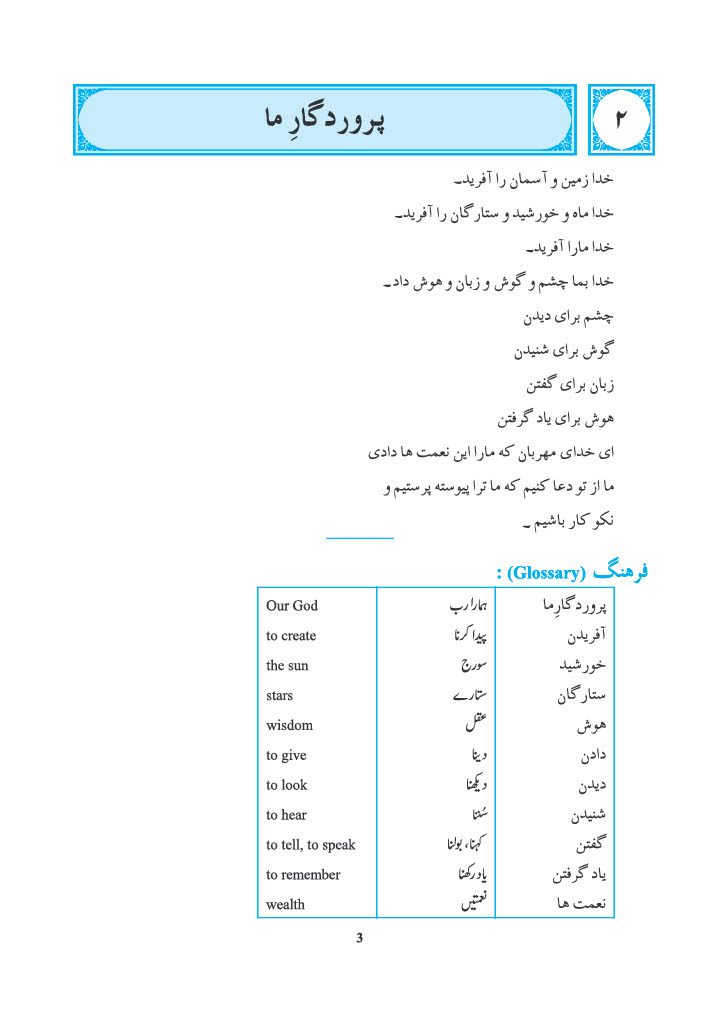 ۲
پروردگارِ ما
خدا زمین و آسمان را آفرید۔
خدا ماه و خورشید و ستارگان را آفرید۔
خدا مارا آفرید۔
خدا بما چشم و گوش و زبان و هوش داد۔
چشم برای دیدن
گوش برای شنیدن
زبان برای گفتن
هوش برای یاد گرفتن
ای خدای مهربان که مارا این نعمت ها دادی
ما از تو دعا کنیم که ما ترا پیوسته پرستیم و
نکو کار باشیم ۔
فرهنگ (Glossary) :
پروردگارِ ما ہمارا رب Our God
آفریدن پیدا کرنا to create
خورشید سورج the sun
ستارگان ستارے stars
هوش عقل wisdom
دادن دینا to give
دیدن دیکھنا to look
شنیدن سُننا to hear
گفتن کہنا، بولنا to tell, to speak
یاد گرفتن یاد رکھنا to remember
نعمت ها نعمتیں wealth
3